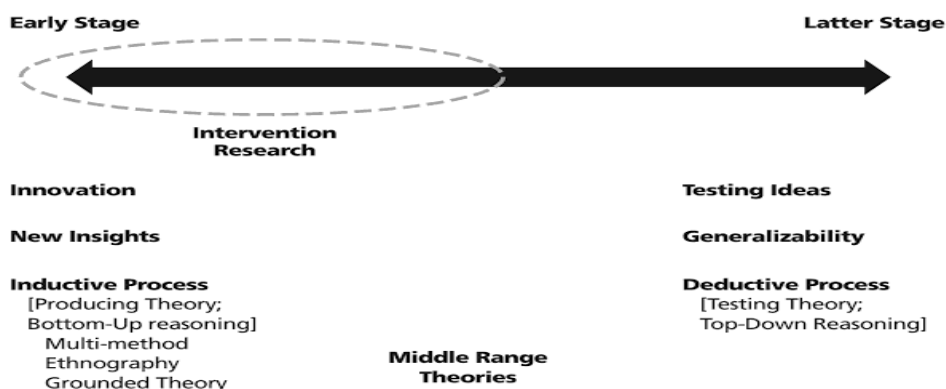 Early Stage
Latter Stage
Intervention
Research
Innovation
Testing Ideas
New Insights
Generalizability
Inductive Process
[Producing Theory;
Bottom-Up reasoning]
Multi-method
Ethnography
Grounded Theory
Deductive Process
[Testing Theory;
Top-Down Reasoning]
Middle Range
Theories